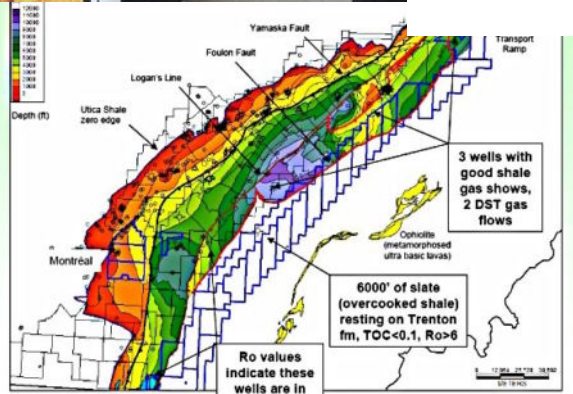 12000
11000
Depth (ft)
Yamaska Fault
Foulon Fault
Logan's Line
Utica Shale
zero edge
Transport
Ramp
Montréal
3 wells with
good shale
gas shows,
2 DST gas
flows
Ophiolite
(metamorphosed
ultra basic lavas)
6000' of slate
(overcooked shale)
resting on Trenton
fm, TOC<0.1, Ro>6
Ro values
indicate these
wells are in